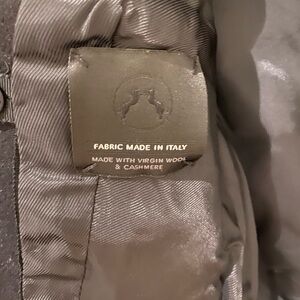 FABRIC MADE IN ITALY
MADE WITH VIRGIN WOOL
& CASHMERE